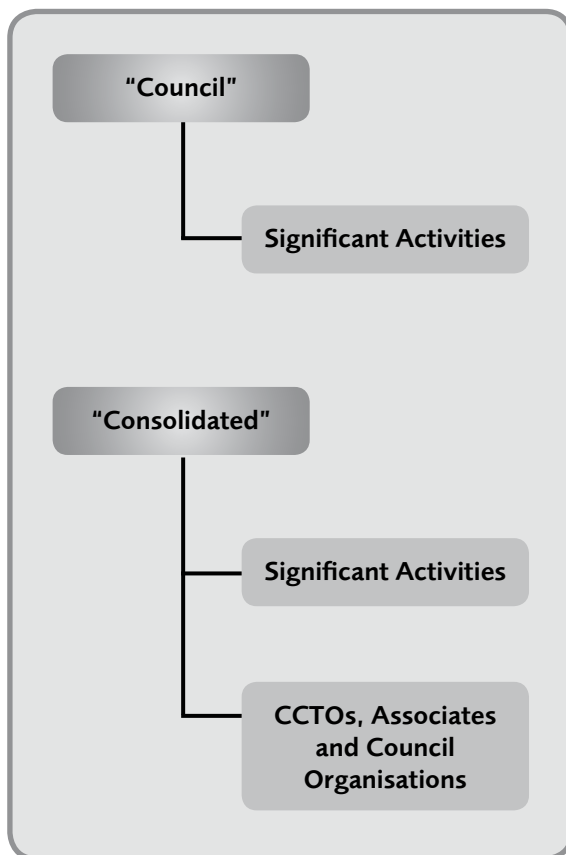 “Council”
Significant Activities
“Consolidated”
Significant Activities
CCTOs, Associates
and Council
Organisations